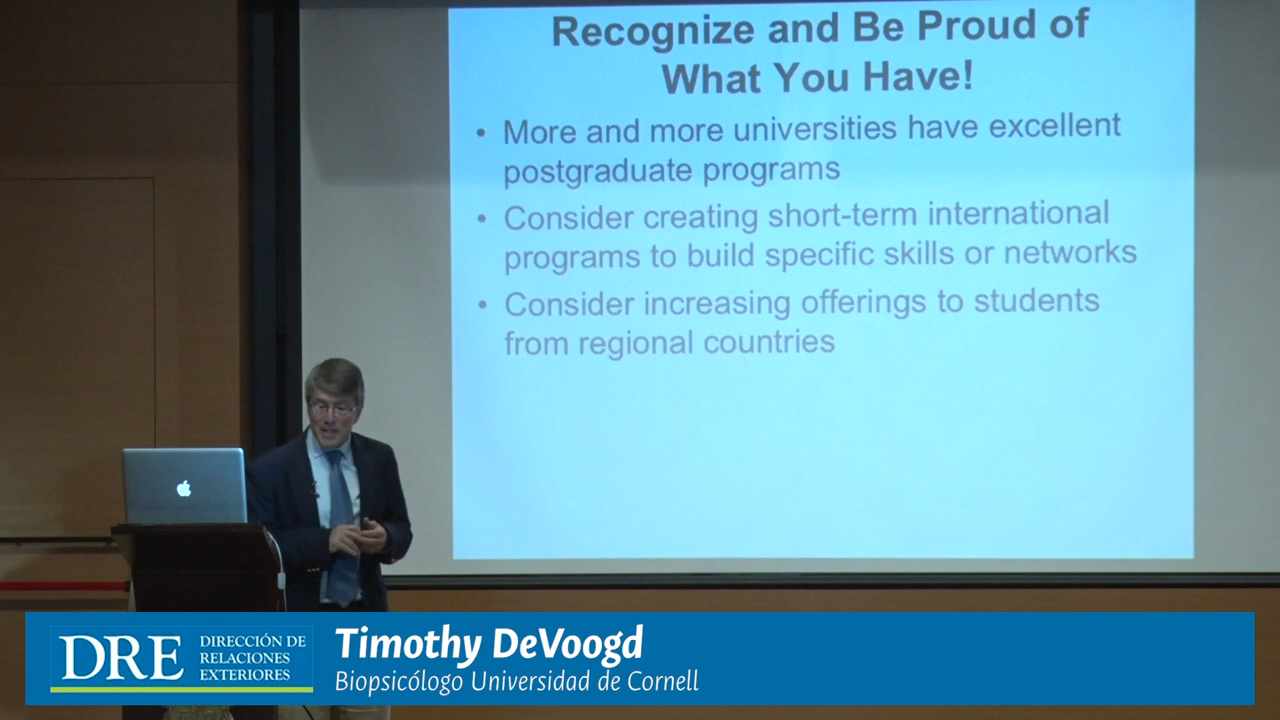 Recognize and Be Proud of
What You Have!
• More and more universities have excellent
postgraduate programs
• Consider creating short-term international
programs to build specific skills or networks
• Consider increasing offerings to students
from regional countries
DRE
DIRECCIÓN DE
RELACIONES
EXTERIORES
Timothy DeVoogd
Biopsicólogo Universidad de Cornell